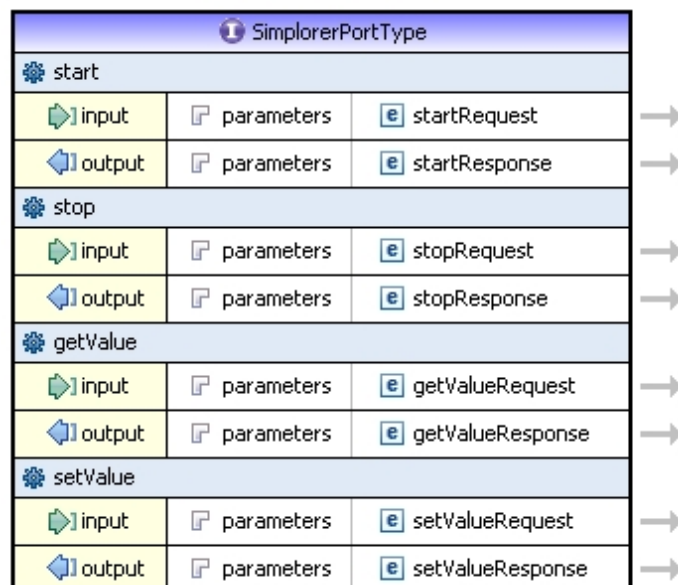 SimplorerPortType
start
input parameters startRequest
output parameters startResponse
stop
input parameters stopRequest
output parameters stopResponse
getValue
input parameters getValueRequest
output parameters getValueResponse
setValue
input parameters setValueRequest
output parameters setValueResponse